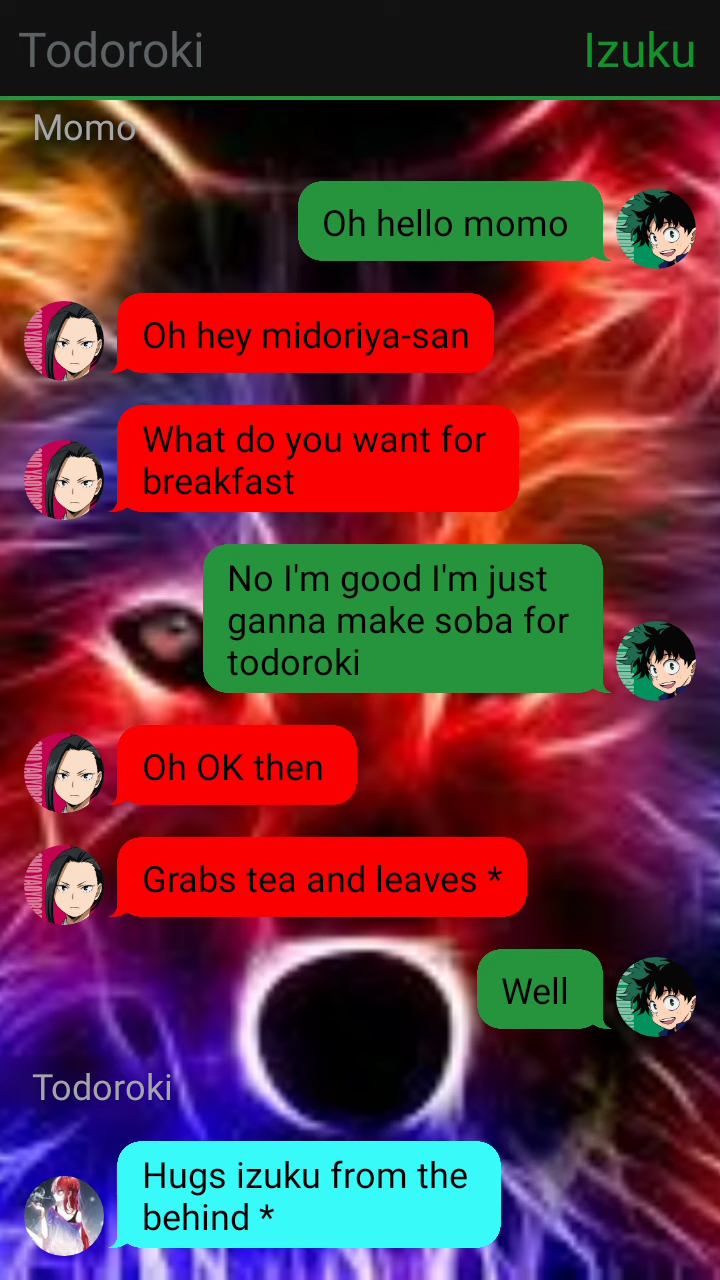 Todoroki
Izuku
Momo
Oh hello momo
Oh hey midoriya-san
What do you want for
breakfast
No I'm good I'm just
ganna make soba for
todoroki
Oh OK then
Grabs tea and leaves *
Well
Todoroki
Hugs izuku from the
behind *